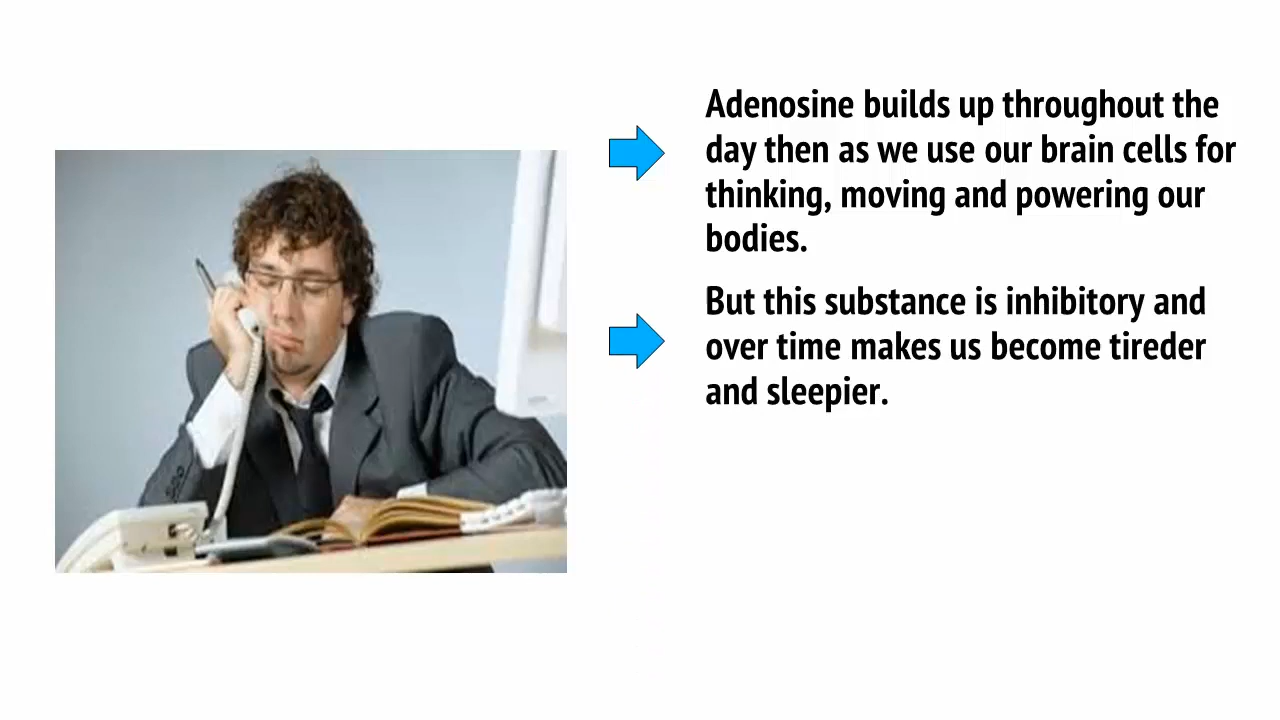 Adenosine builds up throughout the
day then as we use our brain cells for
thinking, moving and powering our
bodies.
But this substance is inhibitory and
over time makes us become tireder
and sleepier.